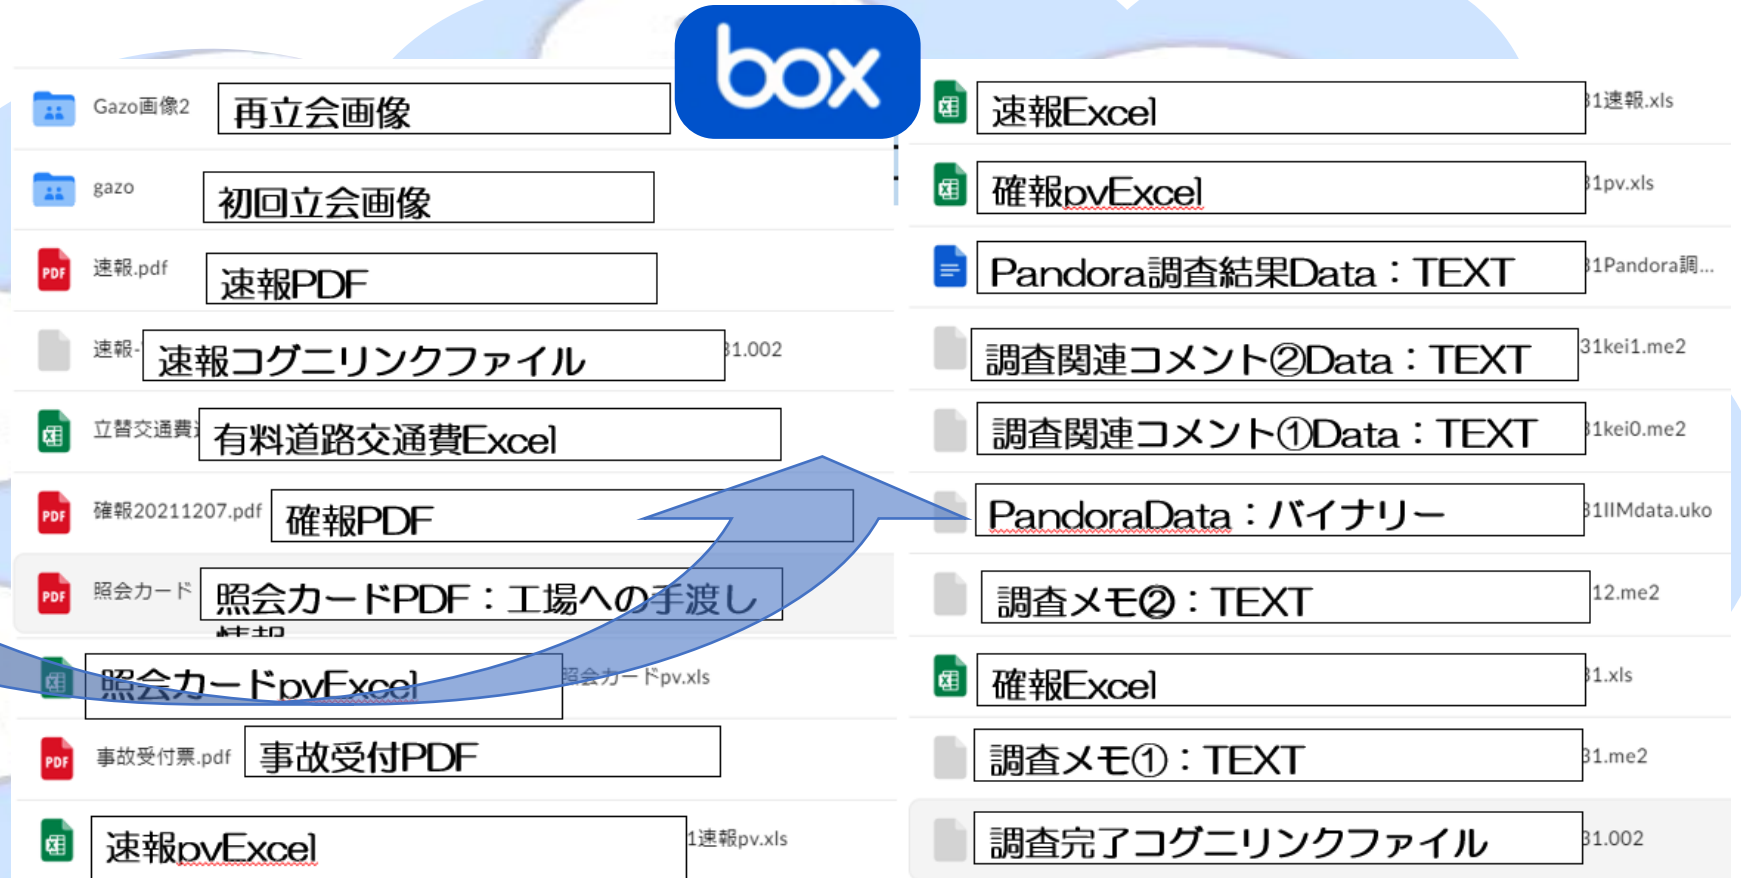 box
Gazo画像2 再立会画像
gazo 初回立会画像
速報.pdf 速報PDF
速報- 速報コグニリンクファイル 31.002
立替交通費 有料道路交通費Excel
確報20211207.pdf 確報PDF
照会カード 照会カードPDF：工場への手渡し
情報
照会カードpvExcel 照会カードpv.xls
事故受付票.pdf 事故受付PDF
速報pvExcel 1速報pv.xls
速報Excel 31速報.xls
確報pvExcel 31pv.xls
Pandora調査結果Data：TEXT 31Pandora調...
調査関連コメント②Data：TEXT 31kei1.me2
調査関連コメント①Data：TEXT 31kei0.me2
PandoraData：バイナリー 31IIMdata.uko
調査メモ②：TEXT 12.me2
確報Excel 31.xls
調査メモ①：TEXT 31.me2
調査完了コグニリンクファイル 31.002